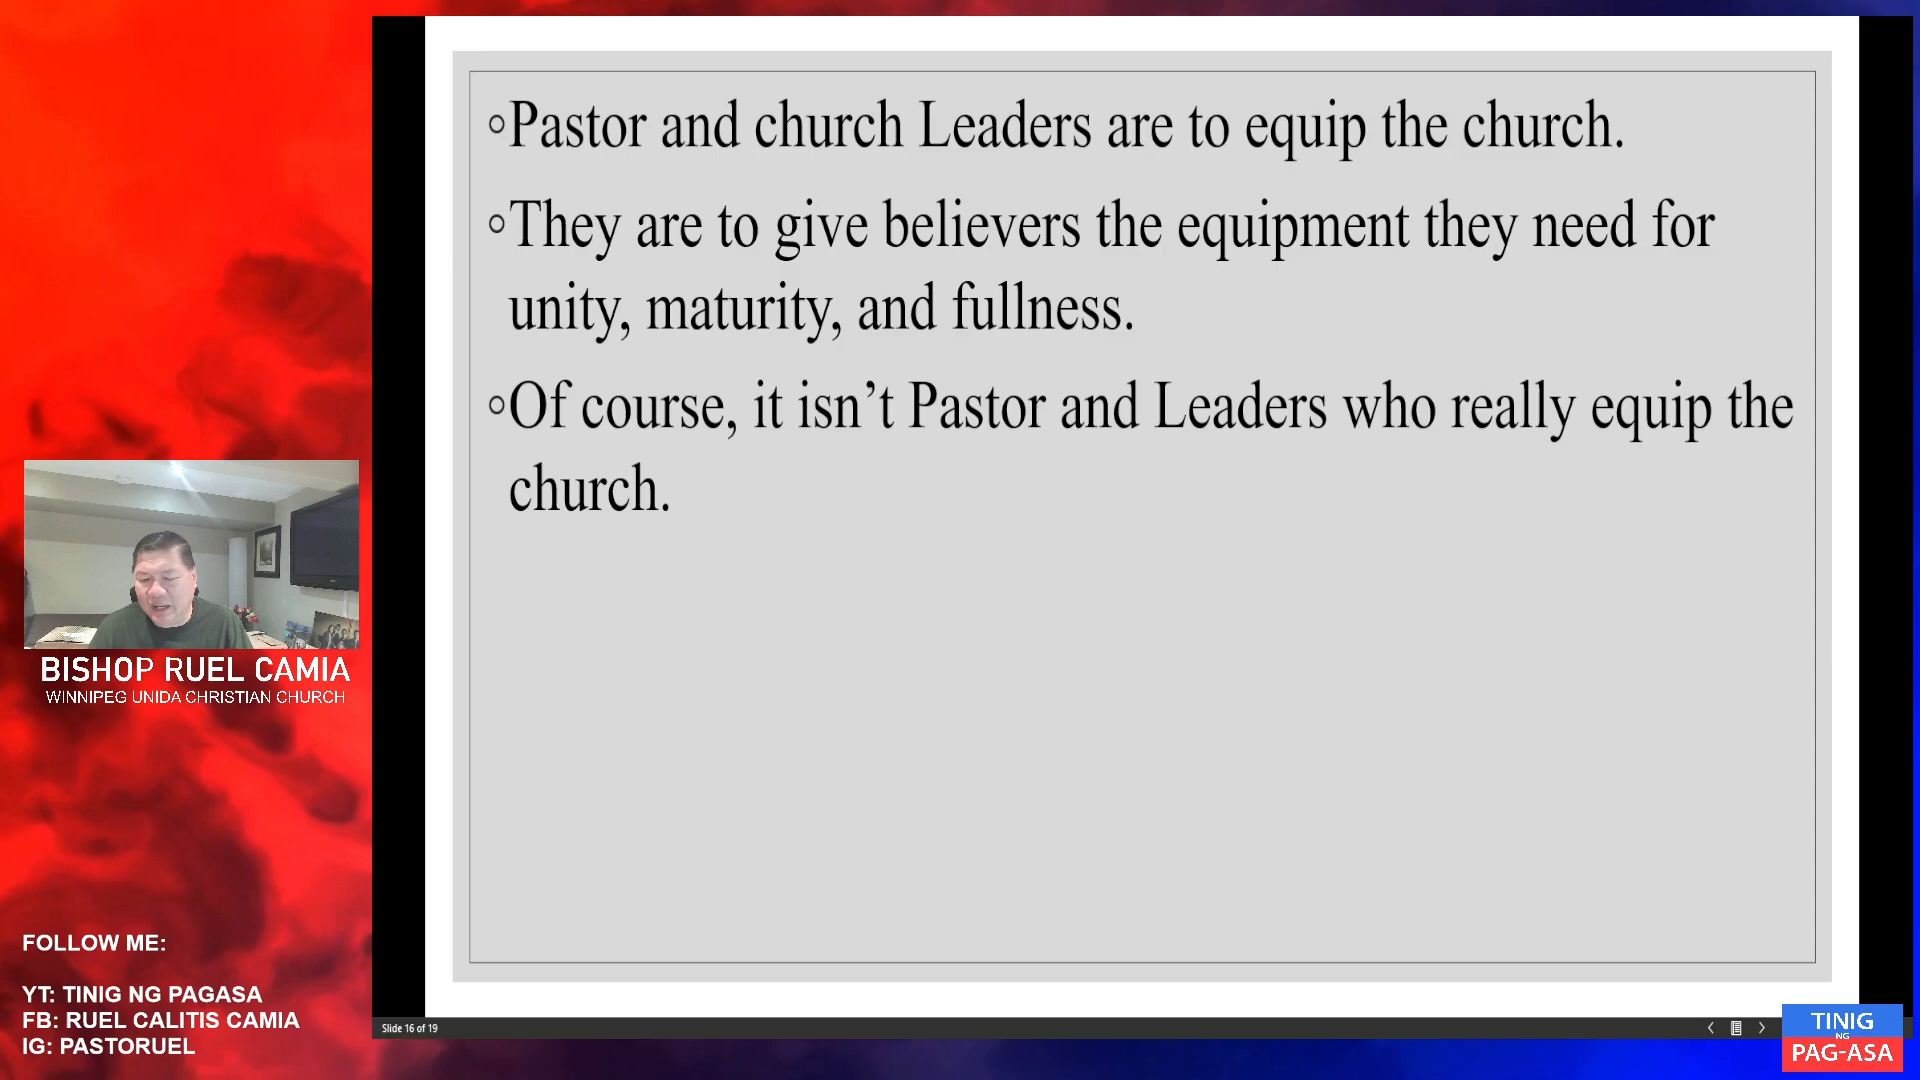 ◦Pastor and church Leaders are to equip the church.
◦They are to give believers the equipment they need for
unity, maturity, and fullness.
◦Of course, it isn’t Pastor and Leaders who really equip the
church.
BISHOP RUEL CAMIA
WINNIPEG UNIDA CHRISTIAN CHURCH
FOLLOW ME:
YT: TINIG NG PAGASA
FB: RUEL CALITIS CAMIA
IG: PASTORUEL
Slide 16 of 19
TINIG
NG
PAG-ASA